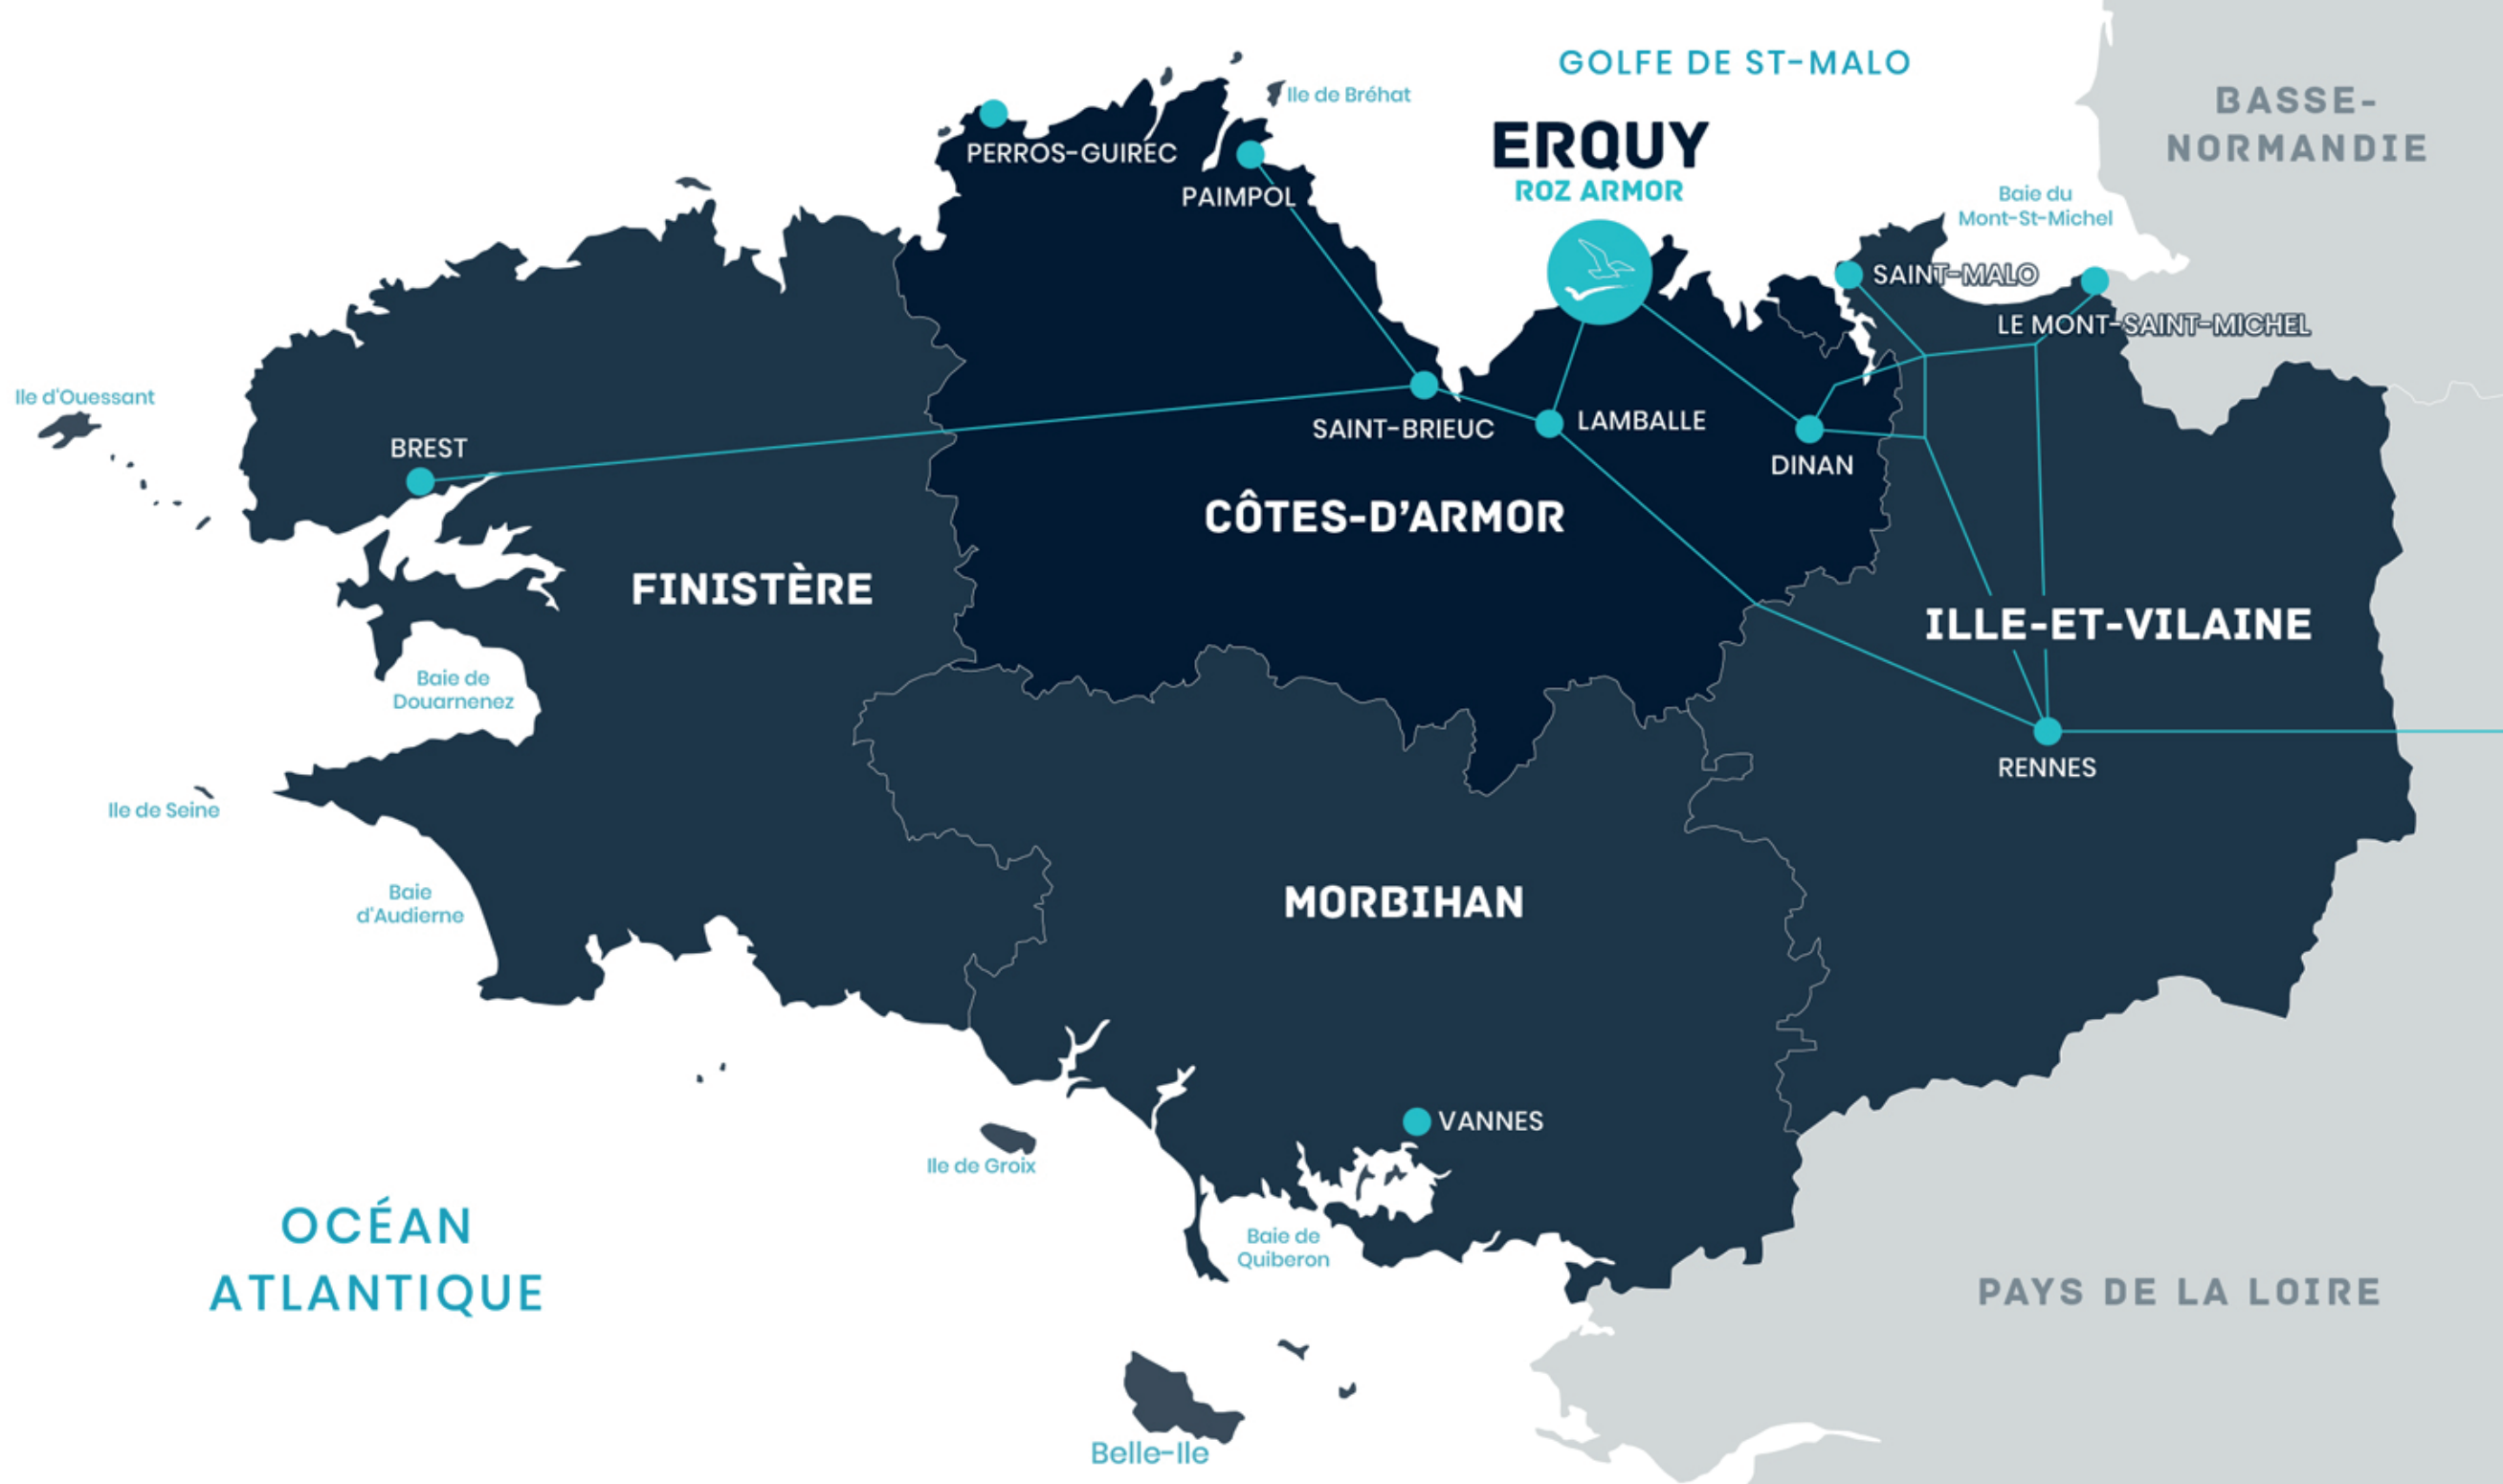 GOLFE DE ST-MALO
BASSE-
NORMANDIE
Ile de Bréhat
ERQUY
ROZ ARMOR
PERROS-GUIREC
PAIMPOL
Baie du
Mont-St-Michel
SAINT-MALO
LE MONT-SAINT-MICHEL
Ile d'Ouessant
BREST
SAINT-BRIEUC
LAMBALLE
DINAN
CÔTES-D'ARMOR
FINISTÈRE
ILLE-ET-VILAINE
Baie de
Douarnenez
RENNES
Ile de Seine
Baie
d'Audierne
MORBIHAN
VANNES
Ile de Groix
OCÉAN
ATLANTIQUE
Baie de
Quiberon
PAYS DE LA LOIRE
Belle-Ile